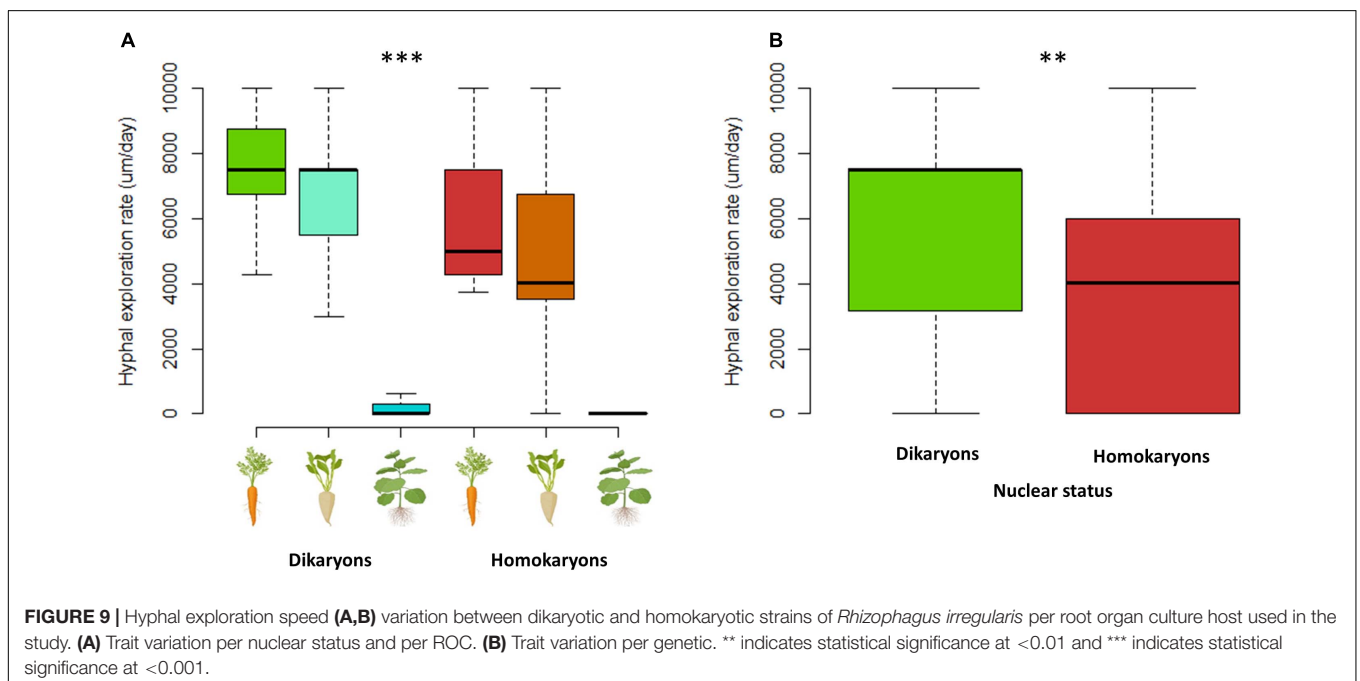 A
***
Hyphal exploration rate (um/day)
10000
8000
6000
4000
2000
0
Dikaryons
Homokaryons
B
**
Hyphal exploration rate (um/day)
10000
8000
6000
4000
2000
0
Dikaryons
Homokaryons
Nuclear status
FIGURE 9 | Hyphal exploration speed (A,B) variation between dikaryotic and homokaryotic strains of Rhizophagus irregularis per root organ culture host used in the
study. (A) Trait variation per nuclear status and per ROC. (B) Trait variation per genetic. ** indicates statistical significance at <0.01 and *** indicates statistical
significance at <0.001.